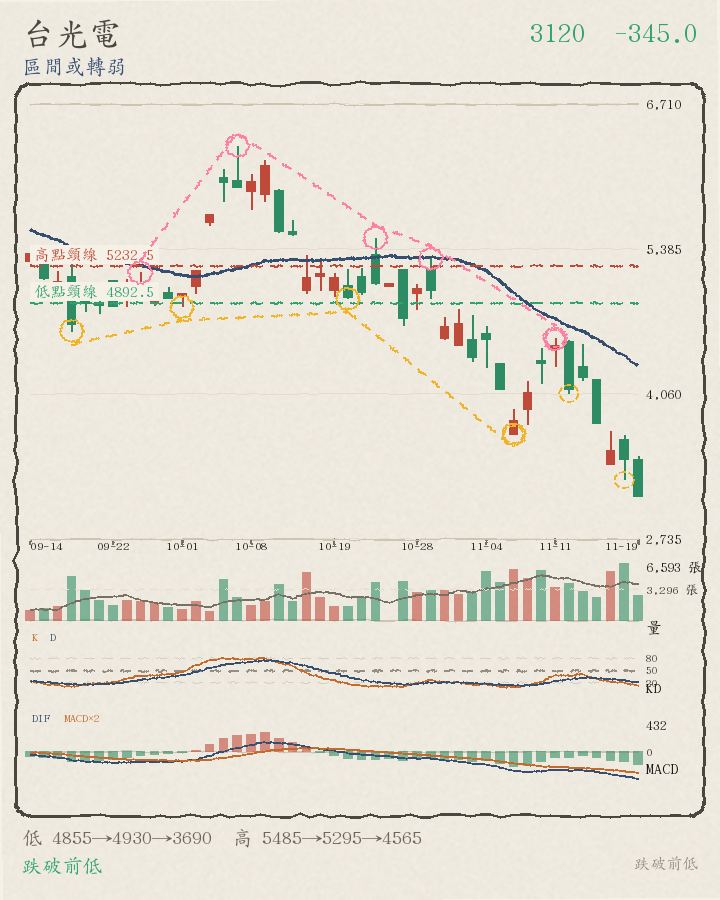 台光電
3120 -345.0
區間或轉弱
6,710
高點頸線 5232.5
5,385
低點頸線 4892.5
4,060
2,735
09-14 09-22 10-01 10-08 10-19 10-28 11-04 11-11 11-19
6,593 張
3,296 張
量
K D
80
50
20
KD
DIF MACD×2
432
0
MACD
低 4855→4930→3690 高 5485→5295→4565
跌破前低
跌破前低